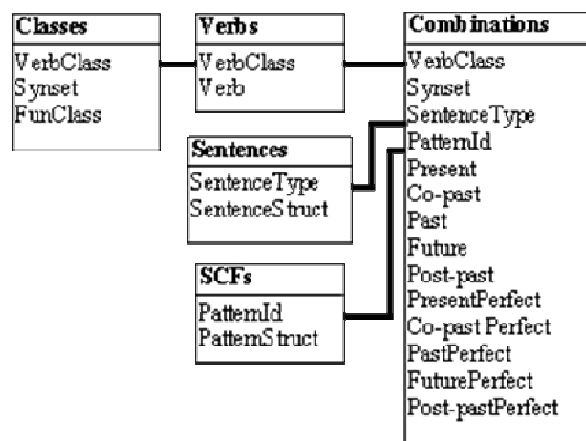 Classes
VerbClass
Synset
FunClass
Verbs
VerbClass
Verb
Sentences
SentenceType
SentenceStruct
SCFs
PatternId
PatternStruct
Combinations
VerbClass
Synset
SentenceType
PatternId
Present
Co-past
Past
Future
Post-past
PresentPerfect
Co-past Perfect
PastPerfect
FuturePerfect
Post-pastPerfect